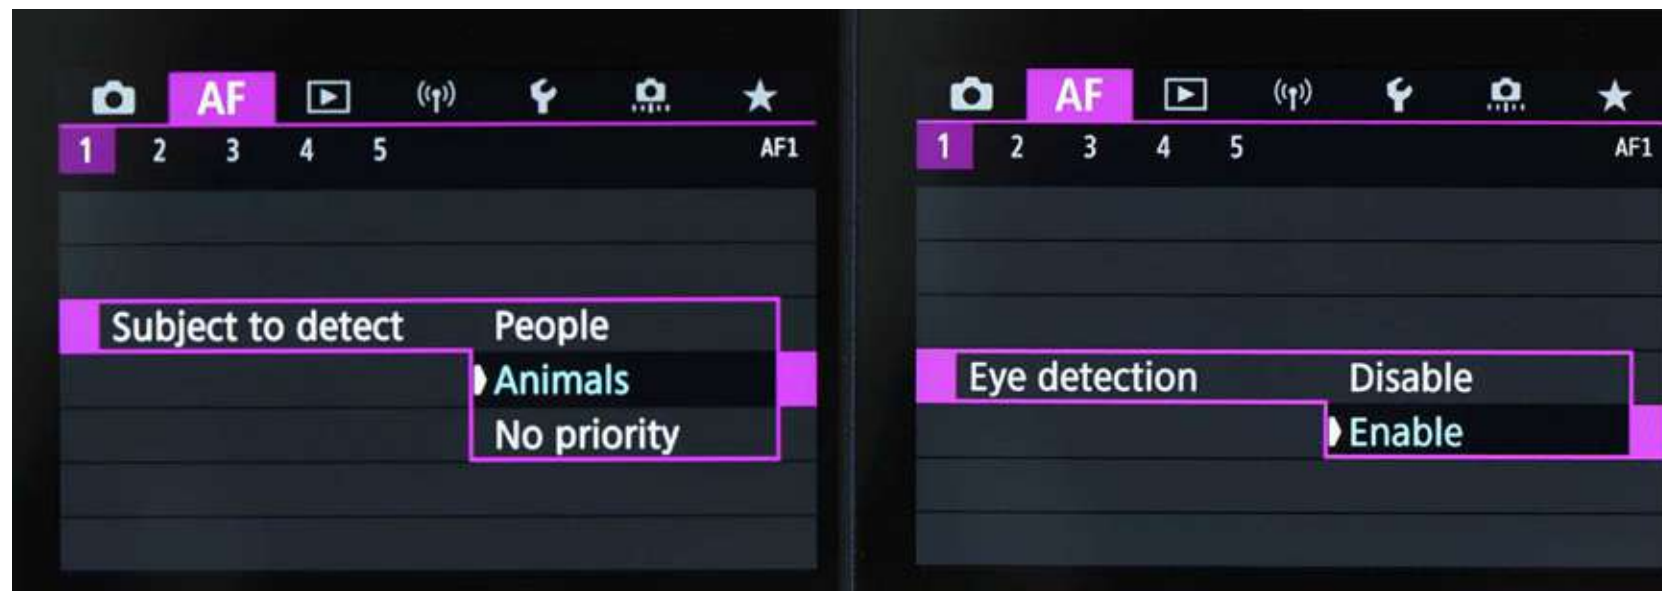 AF
1 2 3 4 5 AF1
Subject to detect People
Animals
No priority
AF
1 2 3 4 5 AF1
Eye detection Disable
Enable